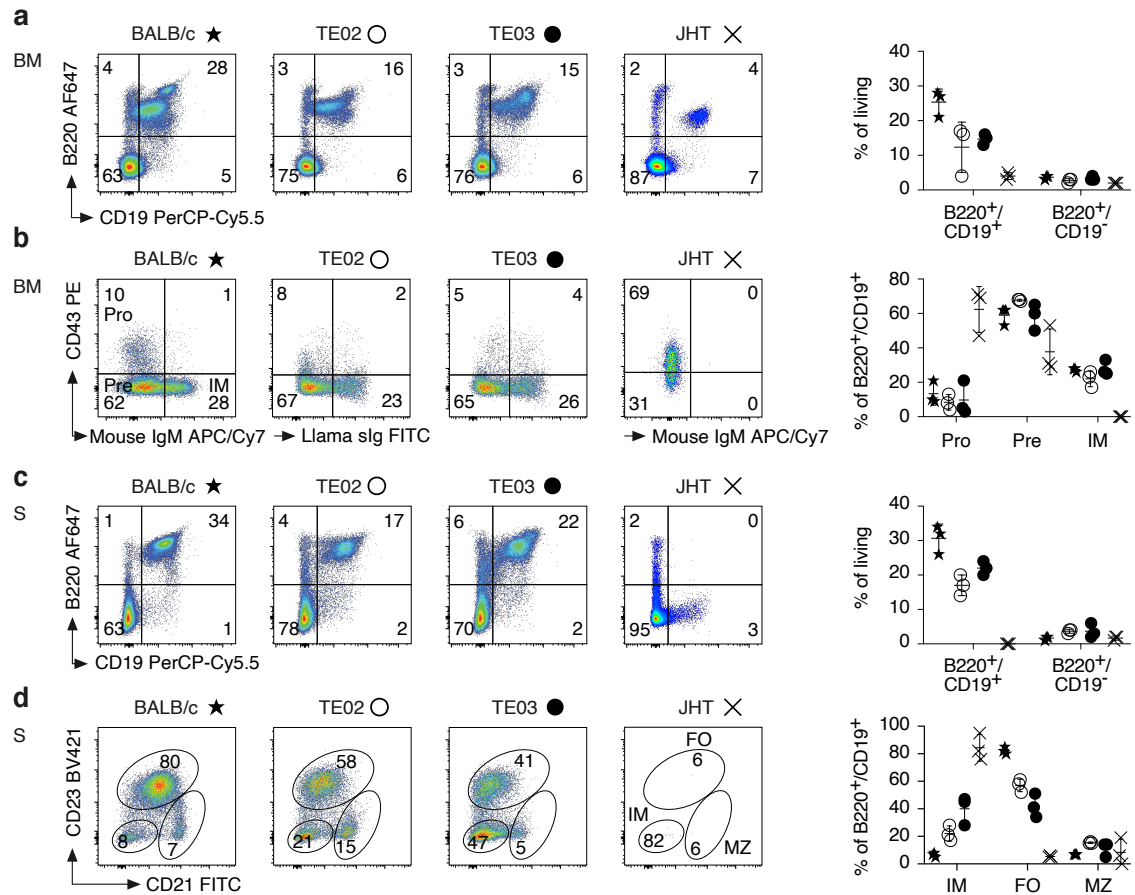 a
BM
BALB/c
TE02
TE03
JHT
B220 AF647
4 28
63 5
3 16
75 6
3 15
76 6
2 4
87 7
CD19 PerCP-Cy5.5
% of living
40
30
20
10
0
B220+/
CD19+
B220+/
CD19-
b
BM
BALB/c
TE02
TE03
JHT
CD43 PE
10 1
Pro
Pre IM
62 28
8 2
67 23
5 4
65 26
69 0
31 0
Mouse IgM APC/Cy7
Llama sIg FITC
Mouse IgM APC/Cy7
% of B220+/CD19+
80
60
40
20
0
Pro Pre IM
c
S
BALB/c
TE02
TE03
JHT
B220 AF647
1 34
63 1
4 17
78 2
6 22
70 2
2 0
95 3
CD19 PerCP-Cy5.5
% of living
40
30
20
10
0
B220+/
CD19+
B220+/
CD19-
d
S
BALB/c
TE02
TE03
JHT
CD23 BV421
80
8 7
58
21 15
41
47 5
FO
6
IM
82 6
MZ
CD21 FITC
% of B220+/CD19+
100
80
60
40
20
0
IM FO MZ